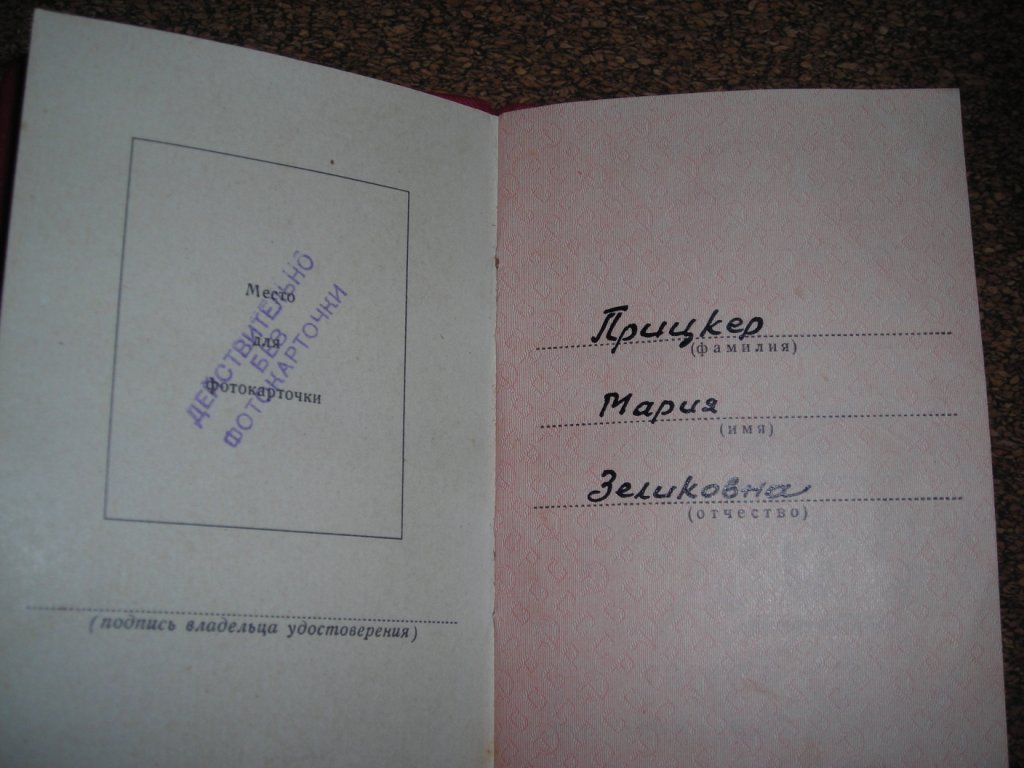 Место
для
фотокарточки
ДЕЙСТВИТЕЛЬНО
БЕЗ
ФОТОКАРТОЧКИ
(подпись владельца удостоверения)
Прицкер
(фамилия)
Мария
(имя)
Зеликовна
(отчество)